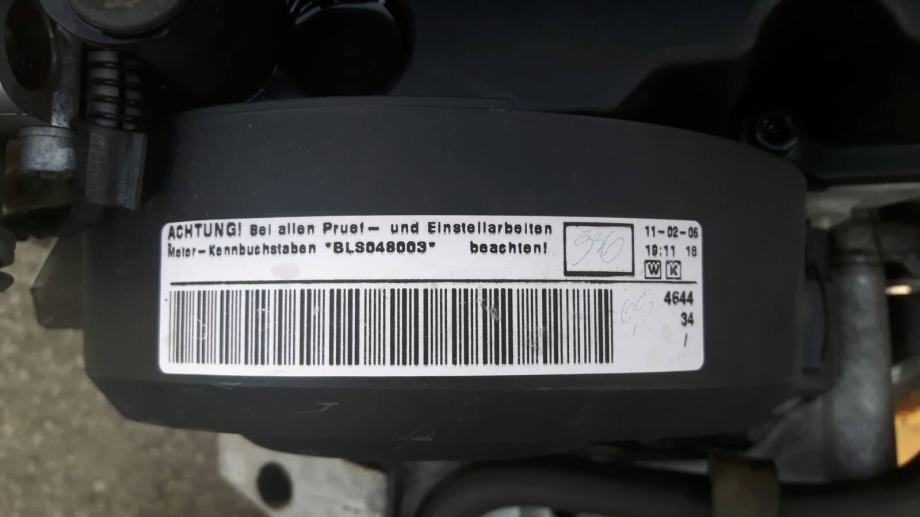 ACHTUNG! Bei allen Pruef- und Einstellarbeiten
Motor-Kennbuchstaben *BLS048003* beachten!
11-02-06
19:11 18
W K
4644
34